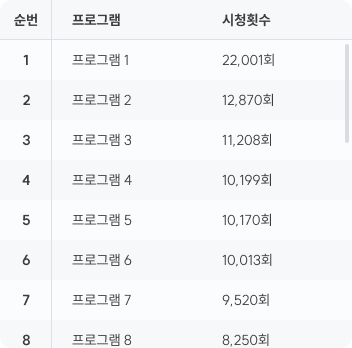 순번 프로그램 시청횟수
1 프로그램 1 22,001회
2 프로그램 2 12,870회
3 프로그램 3 11,208회
4 프로그램 4 10,199회
5 프로그램 5 10,170회
6 프로그램 6 10,013회
7 프로그램 7 9,520회
8 프로그램 8 8,250회